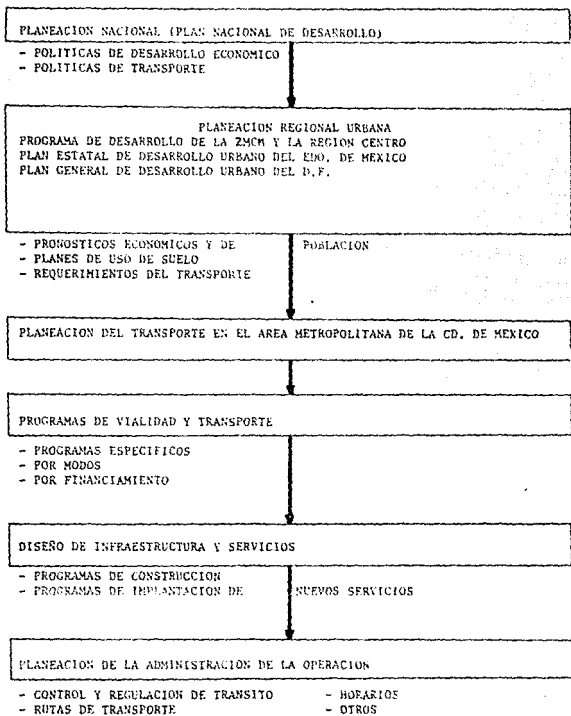 PLANEACION NACIONAL (PLAN NACIONAL DE DESARROLLO)
- POLITICAS DE DESARROLLO ECONOMICO
- POLITICAS DE TRANSPORTE
PLANEACION REGIONAL URBANA
PROGRAMA DE DESARROLLO DE LA ZMCM Y LA REGION CENTRO
PLAN ESTATAL DE DESARROLLO URBANO DEL EDO. DE MEXICO
PLAN GENERAL DE DESARROLLO URBANO DEL D.F.
- PRONOSTICOS ECONOMICOS Y DE POBLACION
- PLANES DE USO DE SUELO
- REQUERIMIENTOS DEL TRANSPORTE
PLANEACION DEL TRANSPORTE EN EL AREA METROPOLITANA DE LA CD. DE MEXICO
PROGRAMAS DE VIALIDAD Y TRANSPORTE
- PROGRAMAS ESPECIFICOS
- POR MODOS
- POR FINANCIAMIENTO
DISEÑO DE INFRAESTRUCTURA Y SERVICIOS
- PROGRAMAS DE CONSTRUCCION
- PROGRAMAS DE IMPLANTACION DE NUEVOS SERVICIOS
PLANEACION DE LA ADMINISTRACION DE LA OPERACION
- CONTROL Y REGULACION DE TRANSITO - HORARIOS
- RUTAS DE TRANSPORTE - OTROS